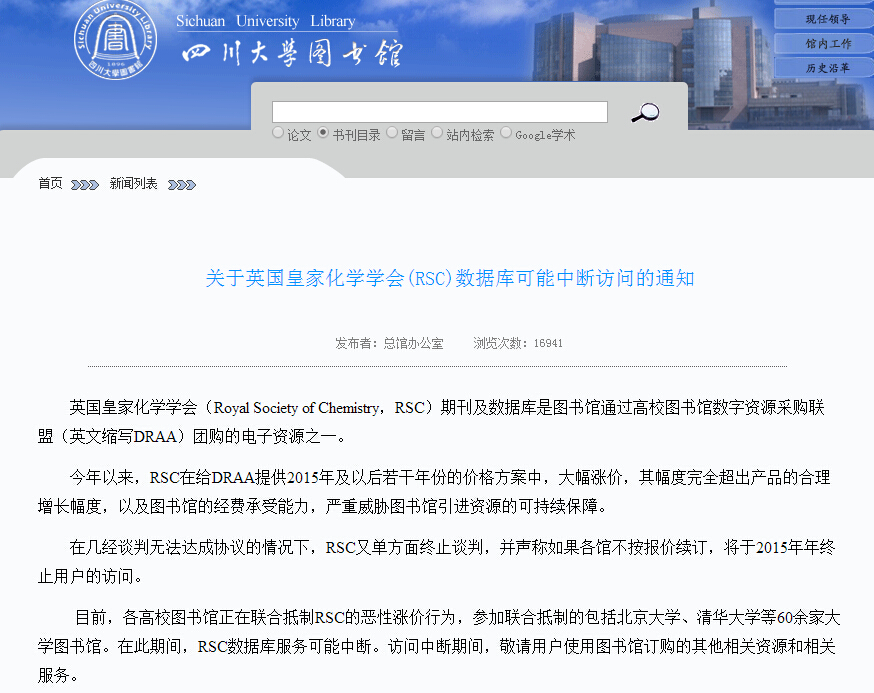 Sichuan University Library
四川大學图书馆
Sichuan University Library
1896
四川大學圖書館
現任领导
馆内工作
历史沿革
论文 书刊目录 留言 站内检索 Google学术
首页 新闻列表
关于英国皇家化学学会(RSC)数据库可能中断访问的通知
发布者：总馆办公室 浏览次数：16941
英国皇家化学学会（Royal Society of Chemistry，RSC）期刊及数据库是图书馆通过高校图书馆数字资源采购联
盟（英文缩写DRAA）团购的电子资源之一。
今年以来，RSC在给DRAA提供2015年及以后若干年份的价格方案中，大幅涨价，其幅度完全超出产品的合理
增长幅度，以及图书馆的经费承受能力，严重威胁图书馆引进资源的可持续保障。
在几经谈判无法达成协议的情况下，RSC又单方面终止谈判，并声称如果各馆不按报价续订，将于2015年年终
止用户的访问。
目前，各高校图书馆正在联合抵制RSC的恶性涨价行为，参加联合抵制的包括北京大学、清华大学等60余家大
学图书馆。在此期间，RSC数据库服务可能中断。访问中断期间，敬请用户使用图书馆订购的其他相关资源和相关
服务。